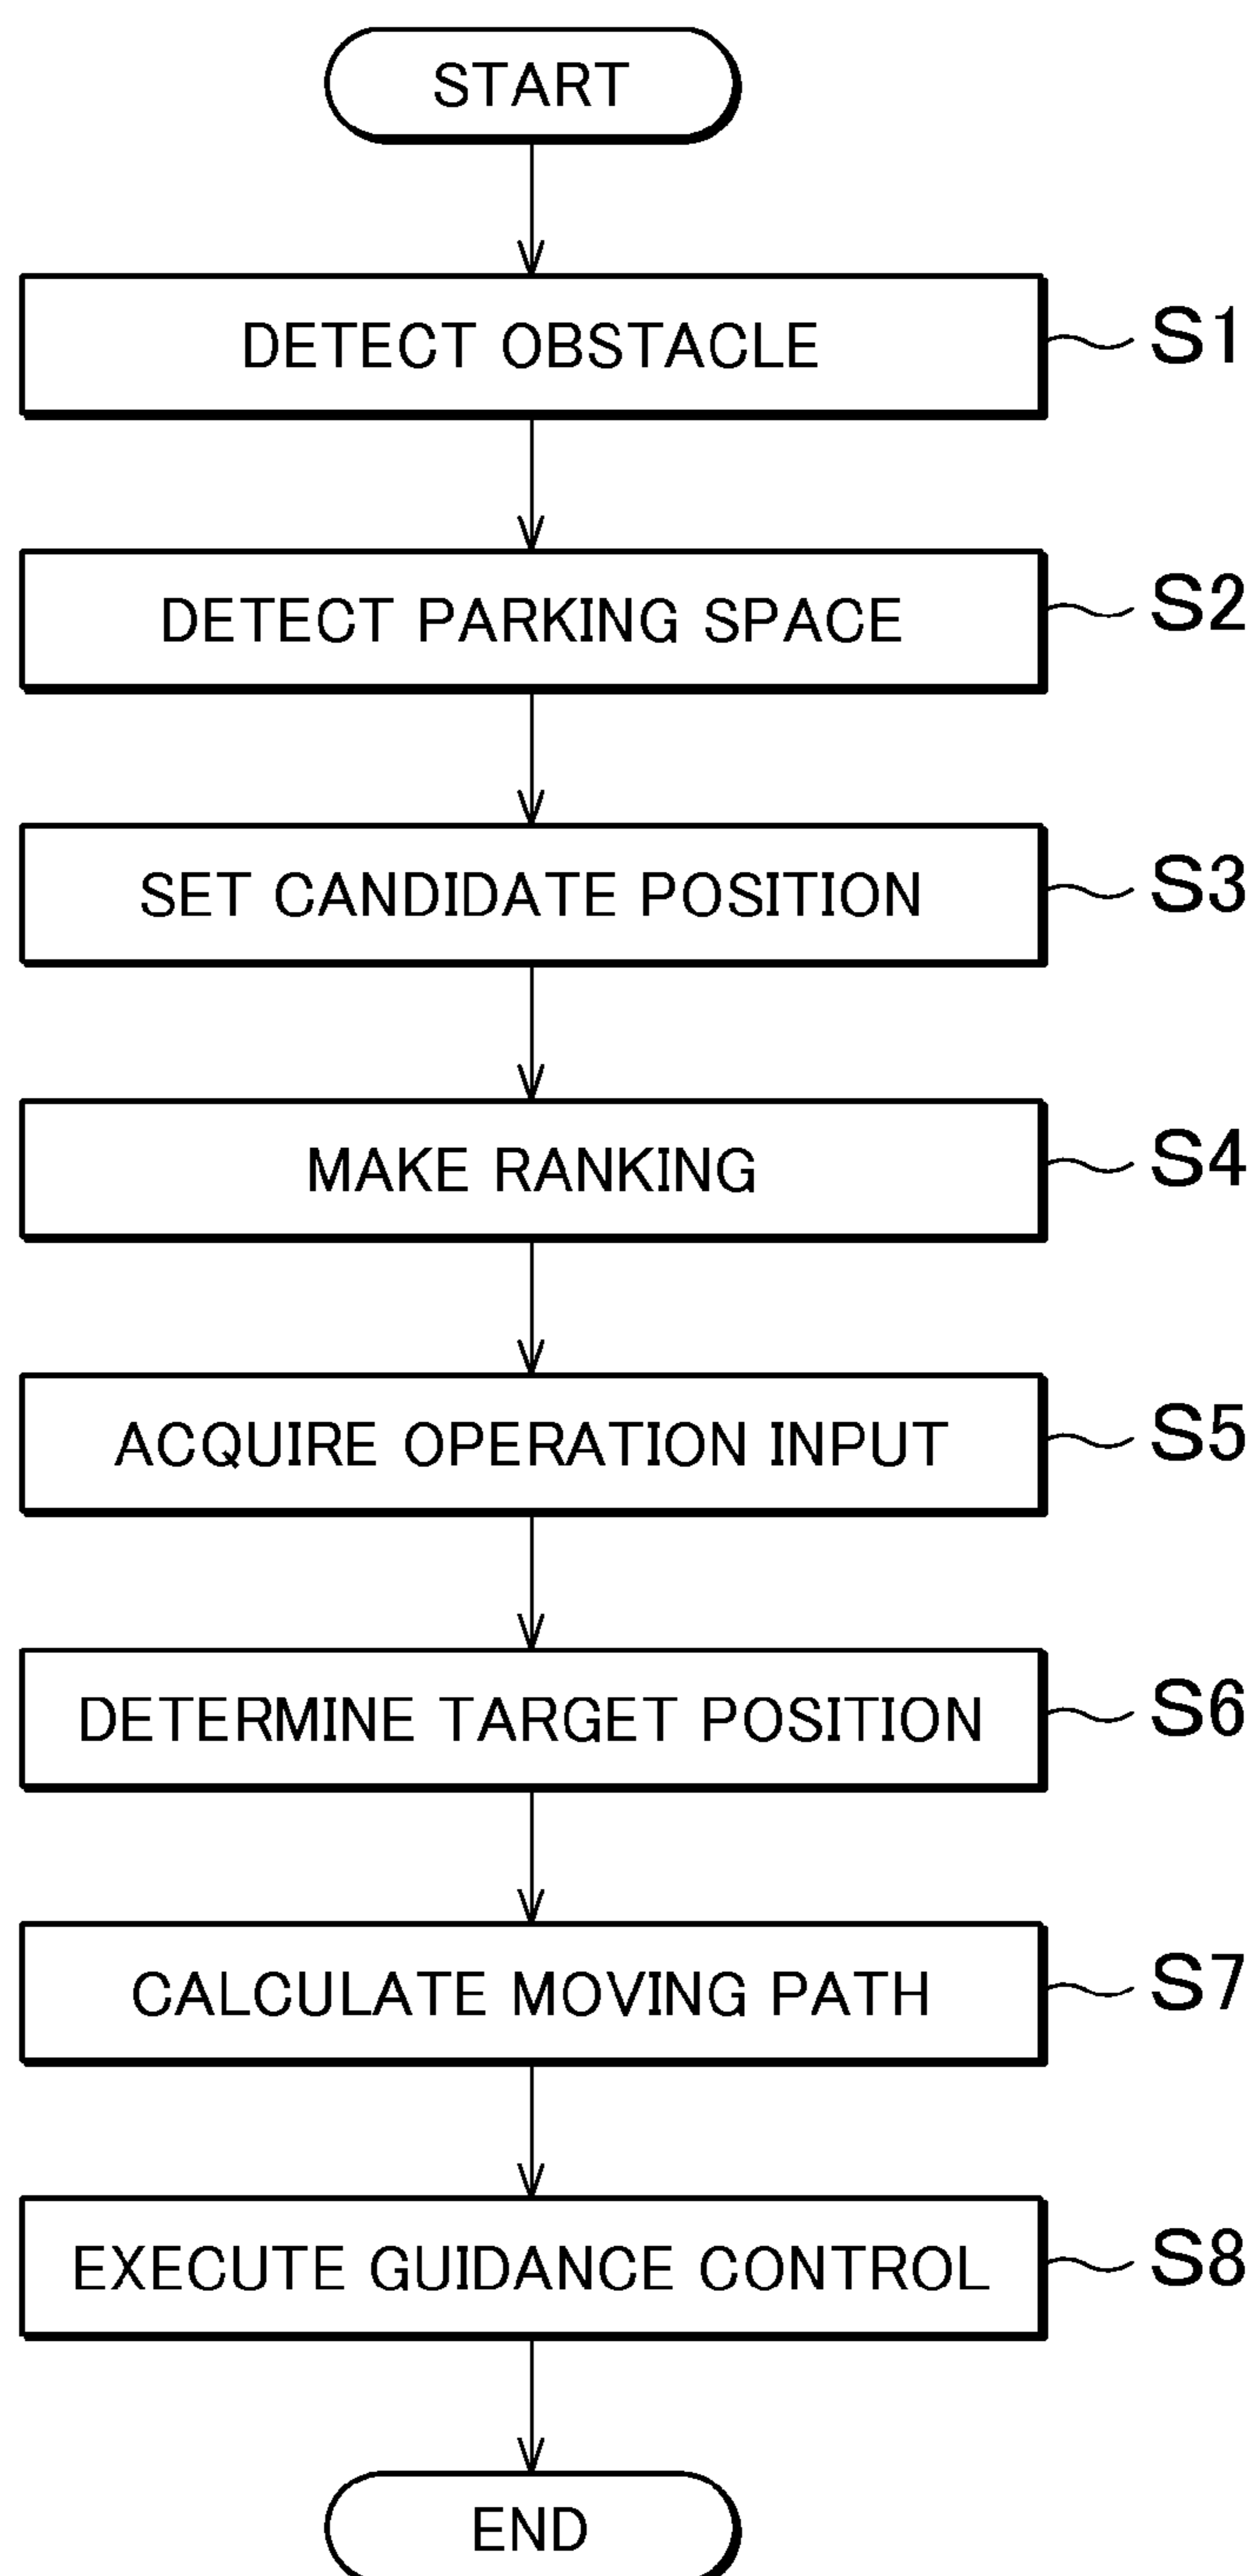 START
DETECT OBSTACLE
S1
DETECT PARKING SPACE
S2
SET CANDIDATE POSITION
S3
MAKE RANKING
S4
ACQUIRE OPERATION INPUT
S5
DETERMINE TARGET POSITION
S6
CALCULATE MOVING PATH
S7
EXECUTE GUIDANCE CONTROL
S8
END